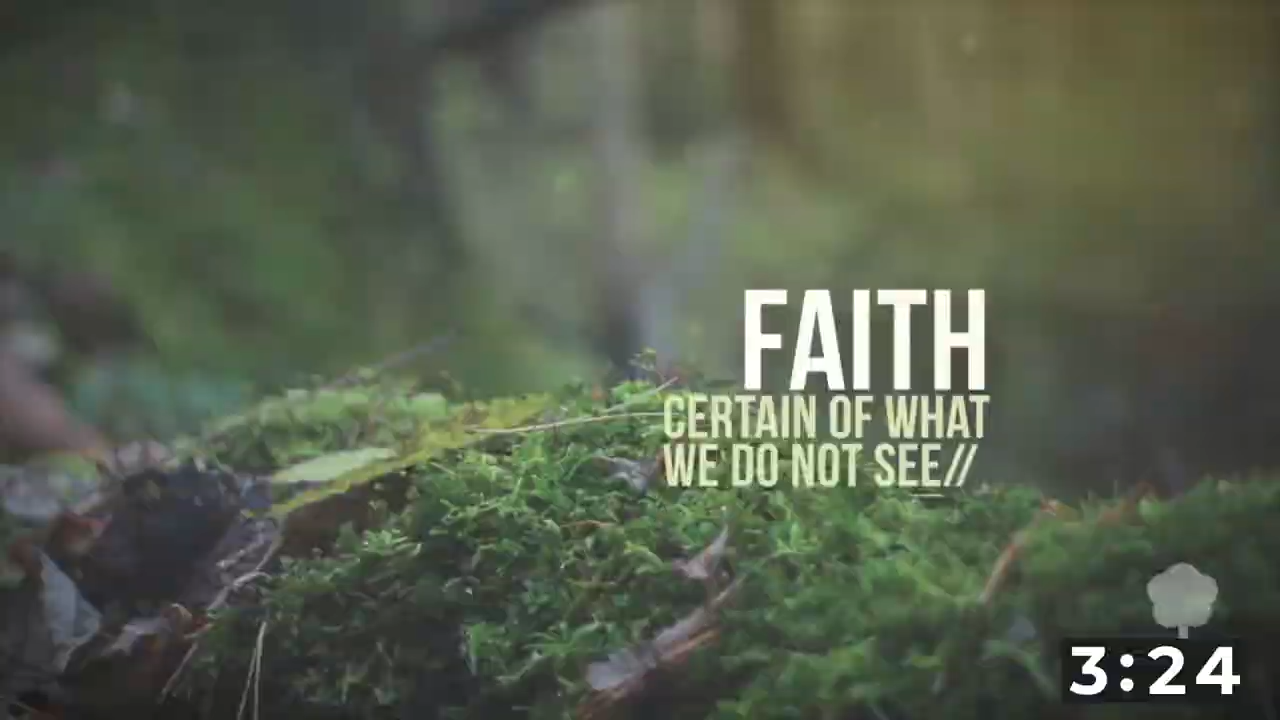 FAITH
CERTAIN OF WHAT
WE DO NOT SEE//
3:24